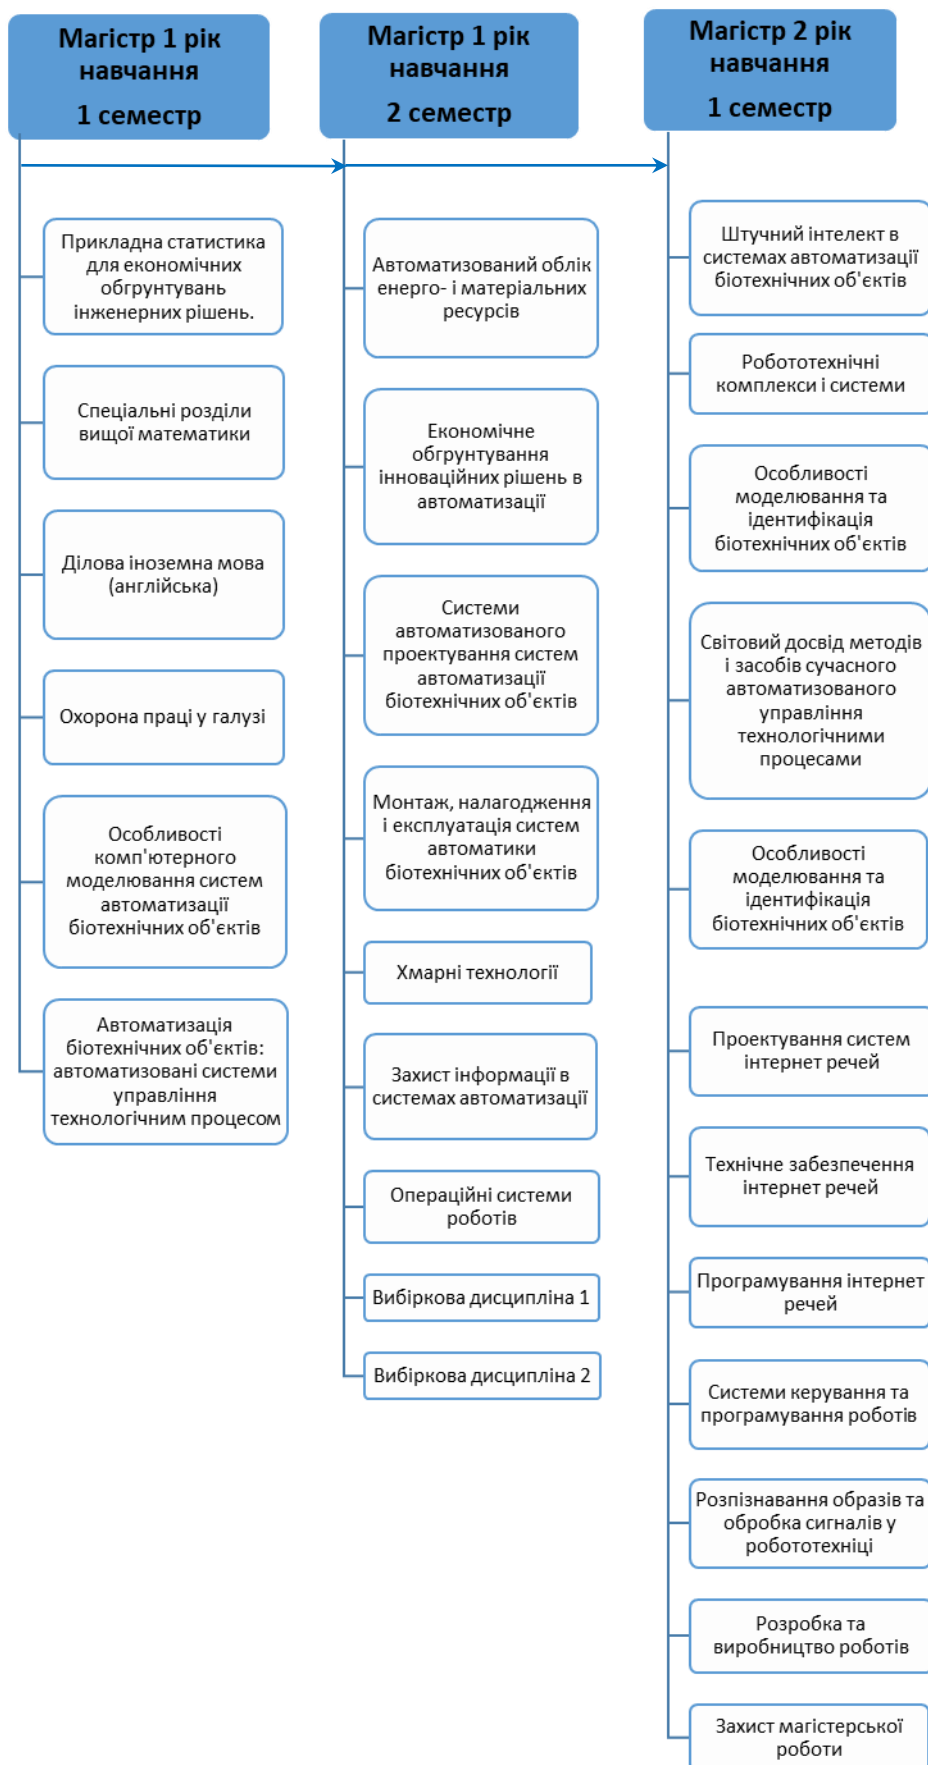 Магістр 1 рік
навчання
1 семестр
Прикладна статистика
для економічних
обгрунтувань
інженерних рішень.
Спеціальні розділи
вищої математики
Ділова іноземна мова
(англійська)
Охорона праці у галузі
Особливості
комп'ютерного
моделювання систем
автоматизації
біотехнічних об'єктів
Автоматизація
біотехнічних об'єктів:
автоматизовані системи
управління
технологічним процесом
Магістр 1 рік
навчання
2 семестр
Автоматизований облік
енерго- і матеріальних
ресурсів
Економічне
обгрунтування
інноваційних рішень в
автоматизації
Системи
автоматизованого
проектування систем
автоматизації
біотехнічних об'єктів
Монтаж, налагодження
і експлуатація систем
автоматики
біотехнічних об'єктів
Хмарні технології
Захист інформації в
системах автоматизації
Операційні системи
роботів
Вибіркова дисципліна 1
Вибіркова дисципліна 2
Магістр 2 рік
навчання
1 семестр
Штучний інтелект в
системах автоматизації
біотехнічних об'єктів
Робототехнічні
комплекси і системи
Особливості
моделювання та
ідентифікація
біотехнічних об'єктів
Світовий досвід методів
і засобів сучасного
автоматизованого
управління
технологічними
процесами
Особливості
моделювання та
ідентифікація
біотехнічних об'єктів
Проектування систем
інтернет речей
Технічне забезпечення
інтернет речей
Програмування інтернет
речей
Системи керування та
програмування роботів
Розпізнавання образів та
обробка сигналів у
робототехніці
Розробка та
виробництво роботів
Захист магістерської
роботи